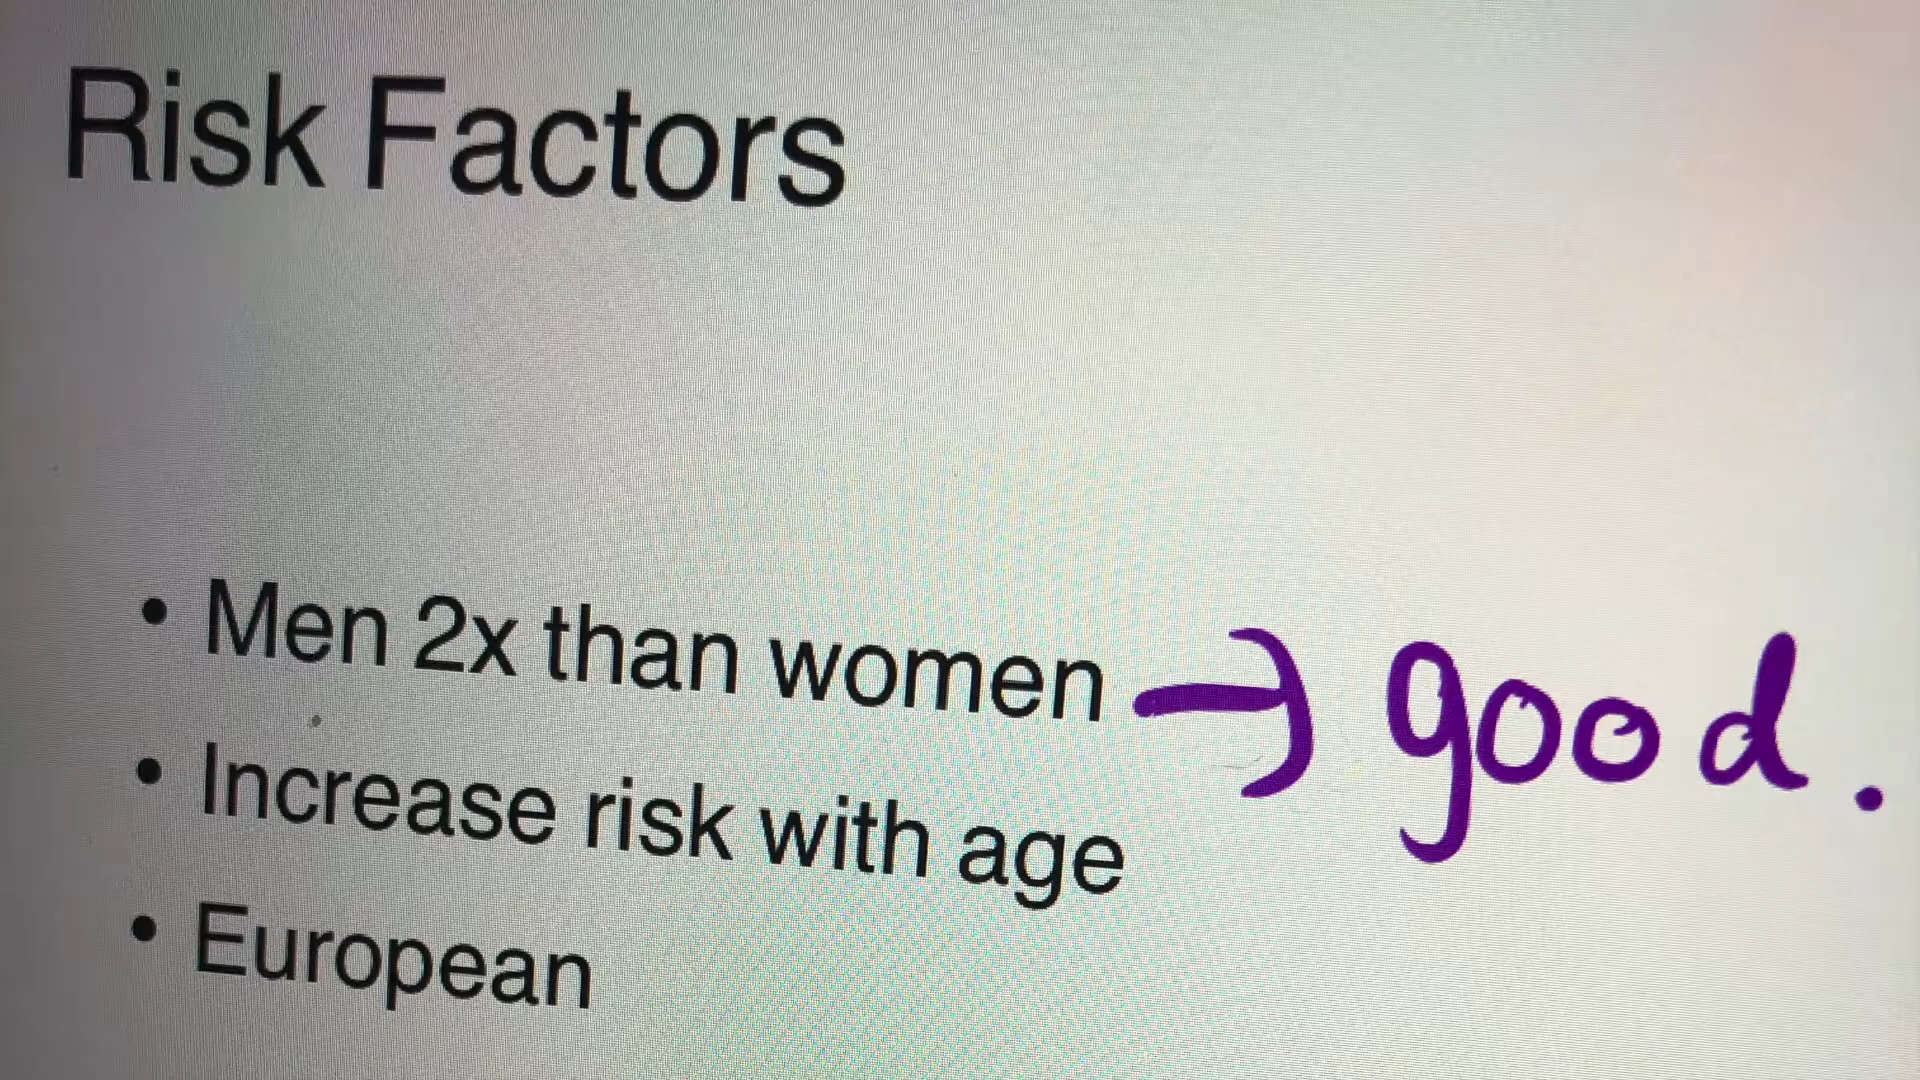 Risk Factors
• Men 2x than women → good.
• Increase risk with age
• European